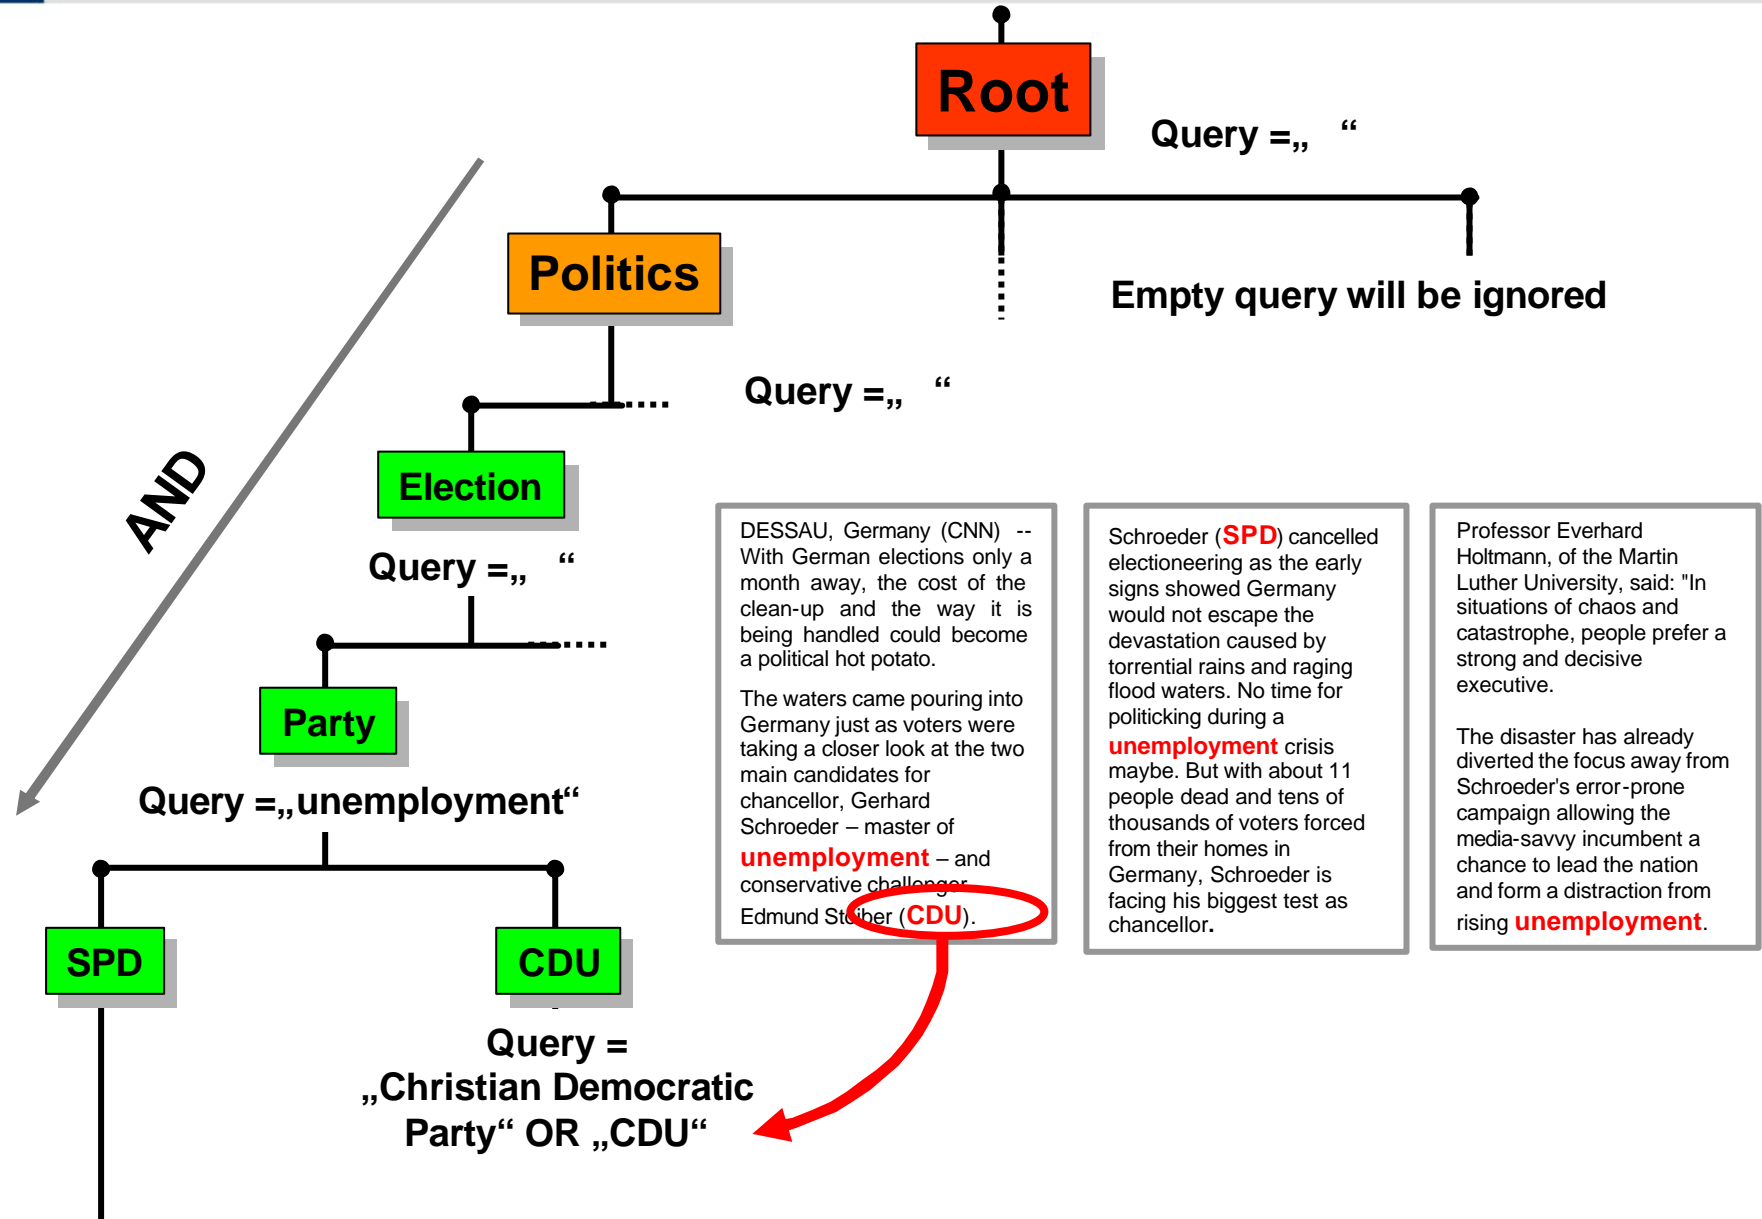 Root
Query =„ “
Politics
Empty query will be ignored
Query =„ “
AND
Election
Query =„ “
Party
Query =„unemployment“
SPD
CDU
Query =
„Christian Democratic
Party“ OR „CDU“
DESSAU, Germany (CNN) --
With German elections only a
month away, the cost of the
clean-up and the way it is
being handled could become
a political hot potato.
The waters came pouring into
Germany just as voters were
taking a closer look at the two
main candidates for
chancellor, Gerhard
Schroeder – master of
unemployment – and
conservative challenger
Edmund Stoiber (CDU).
Schroeder (SPD) cancelled
electioneering as the early
signs showed Germany
would not escape the
devastation caused by
torrential rains and raging
flood waters. No time for
politicking during a
unemployment crisis
maybe. But with about 11
people dead and tens of
thousands of voters forced
from their homes in
Germany, Schroeder is
facing his biggest test as
chancellor.
Professor Everhard
Holtmann, of the Martin
Luther University, said: "In
situations of chaos and
catastrophe, people prefer a
strong and decisive
executive.
The disaster has already
diverted the focus away from
Schroeder's error-prone
campaign allowing the
media-savvy incumbent a
chance to lead the nation
and form a distraction from
rising unemployment.